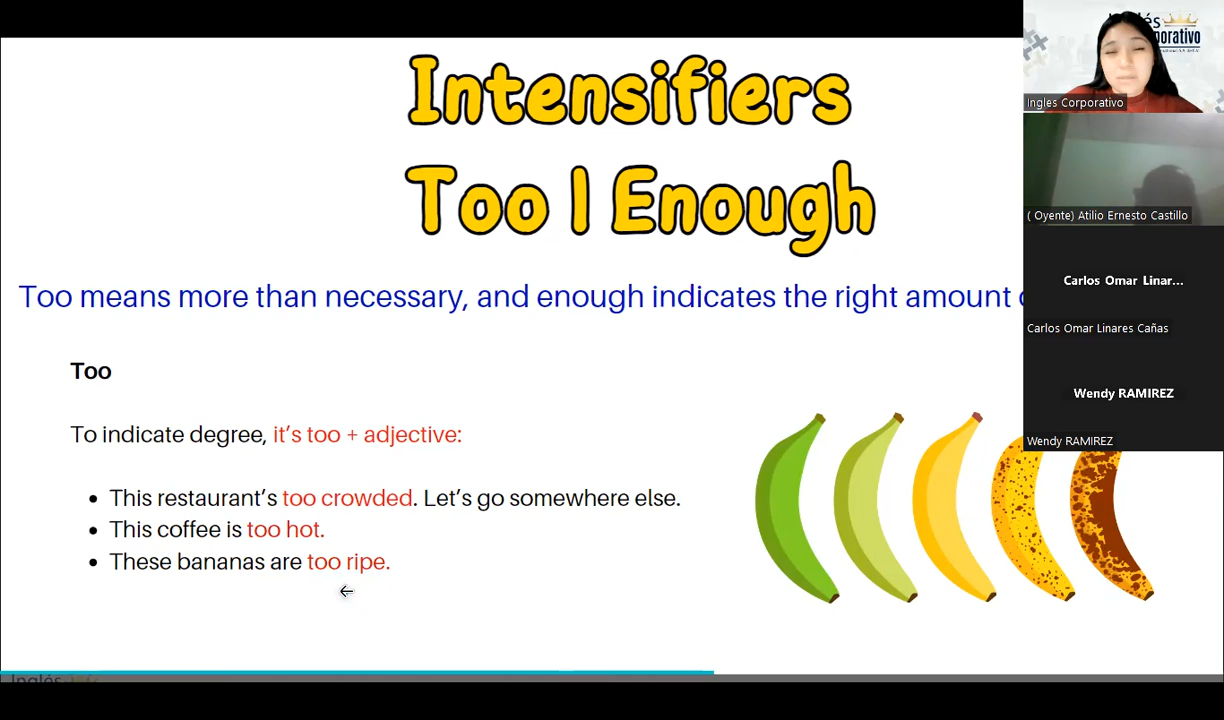 Intensifiers
Too | Enough
Too means more than necessary, and enough indicates the right amount
Too
To indicate degree, it's too + adjective:
• This restaurant's too crowded. Let's go somewhere else.
• This coffee is too hot.
• These bananas are too ripe.
Inglés
Ingles Corporativo
( Oyente) Atilio Ernesto Castillo
Carlos Omar Linar...
Carlos Omar Linares Cañas
Wendy RAMIREZ
Wendy RAMIREZ